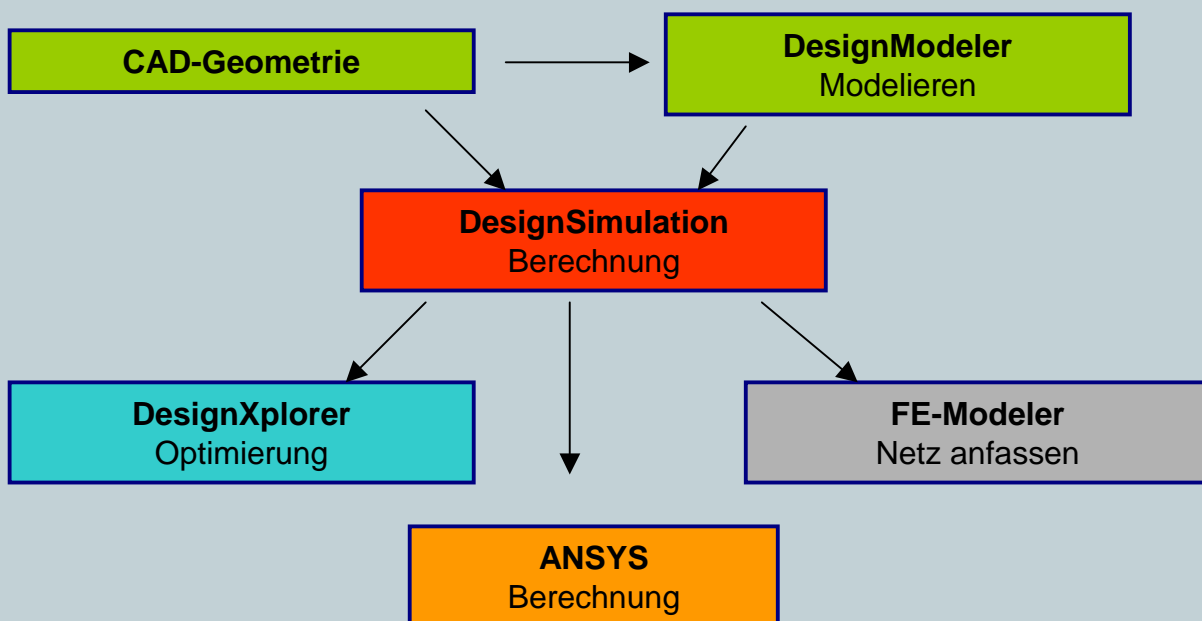 CAD-Geometrie
DesignModeler
Modelieren
DesignSimulation
Berechnung
DesignXplorer
Optimierung
FE-Modeler
Netz anfassen
ANSYS
Berechnung